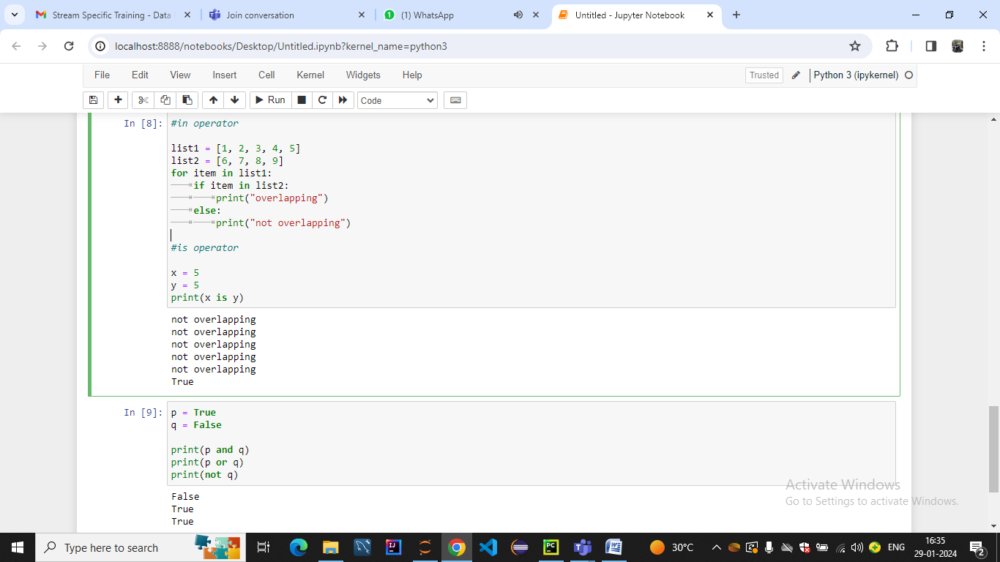 Stream Specific Training - Data
Join conversation
(1) WhatsApp
Untitled - Jupyter Notebook
localhost:8888/notebooks/Desktop/Untitled.ipynb?kernel_name=python3
File Edit View Insert Cell Kernel Widgets Help
Trusted
Python 3 (ipykernel)
Run
Code
In [8]:
#in operator
list1 = [1, 2, 3, 4, 5]
list2 = [6, 7, 8, 9]
for item in list1:
if item in list2:
print("overlapping")
else:
print("not overlapping")
#is operator
x = 5
y = 5
print(x is y)
not overlapping
not overlapping
not overlapping
not overlapping
not overlapping
True
In [9]:
p = True
q = False
print(p and q)
print(p or q)
print(not q)
False
True
True
Activate Windows
Go to Settings to activate Windows.
Type here to search
30°C
ENG
16:35
29-01-2024
2